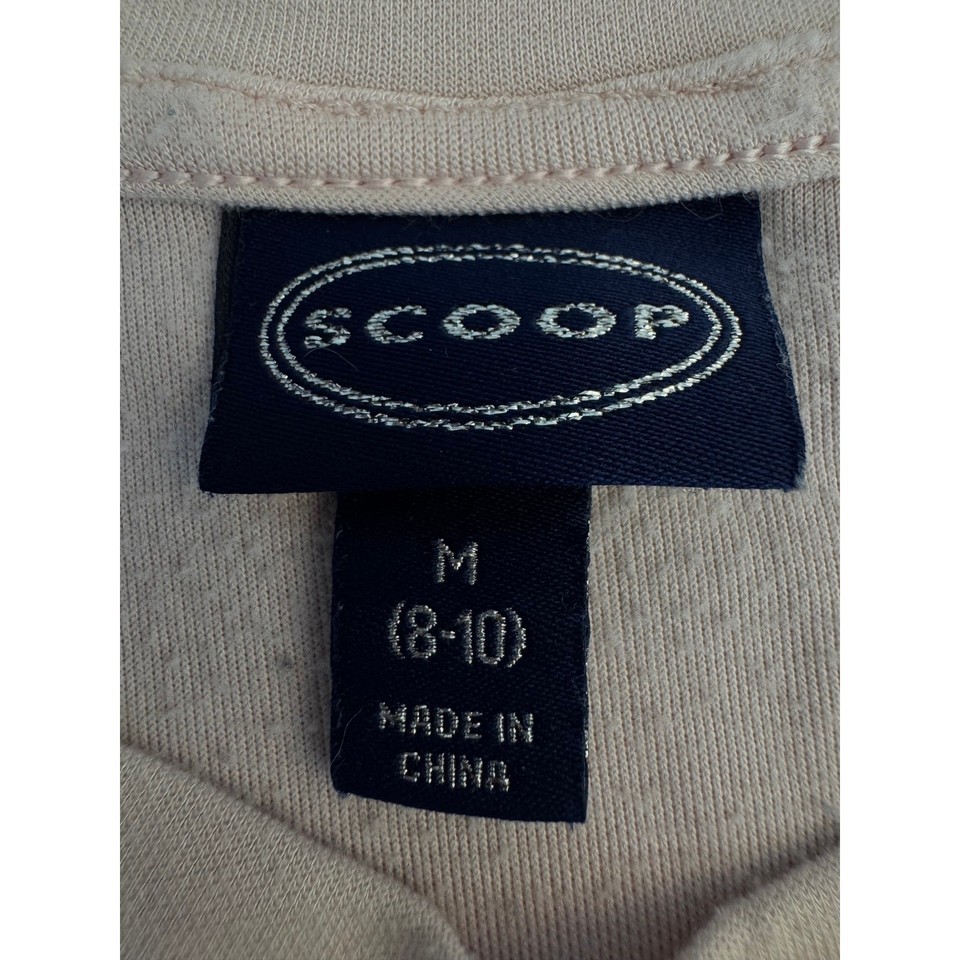 SCOOP
M
(8-10)
MADE IN
CHINA